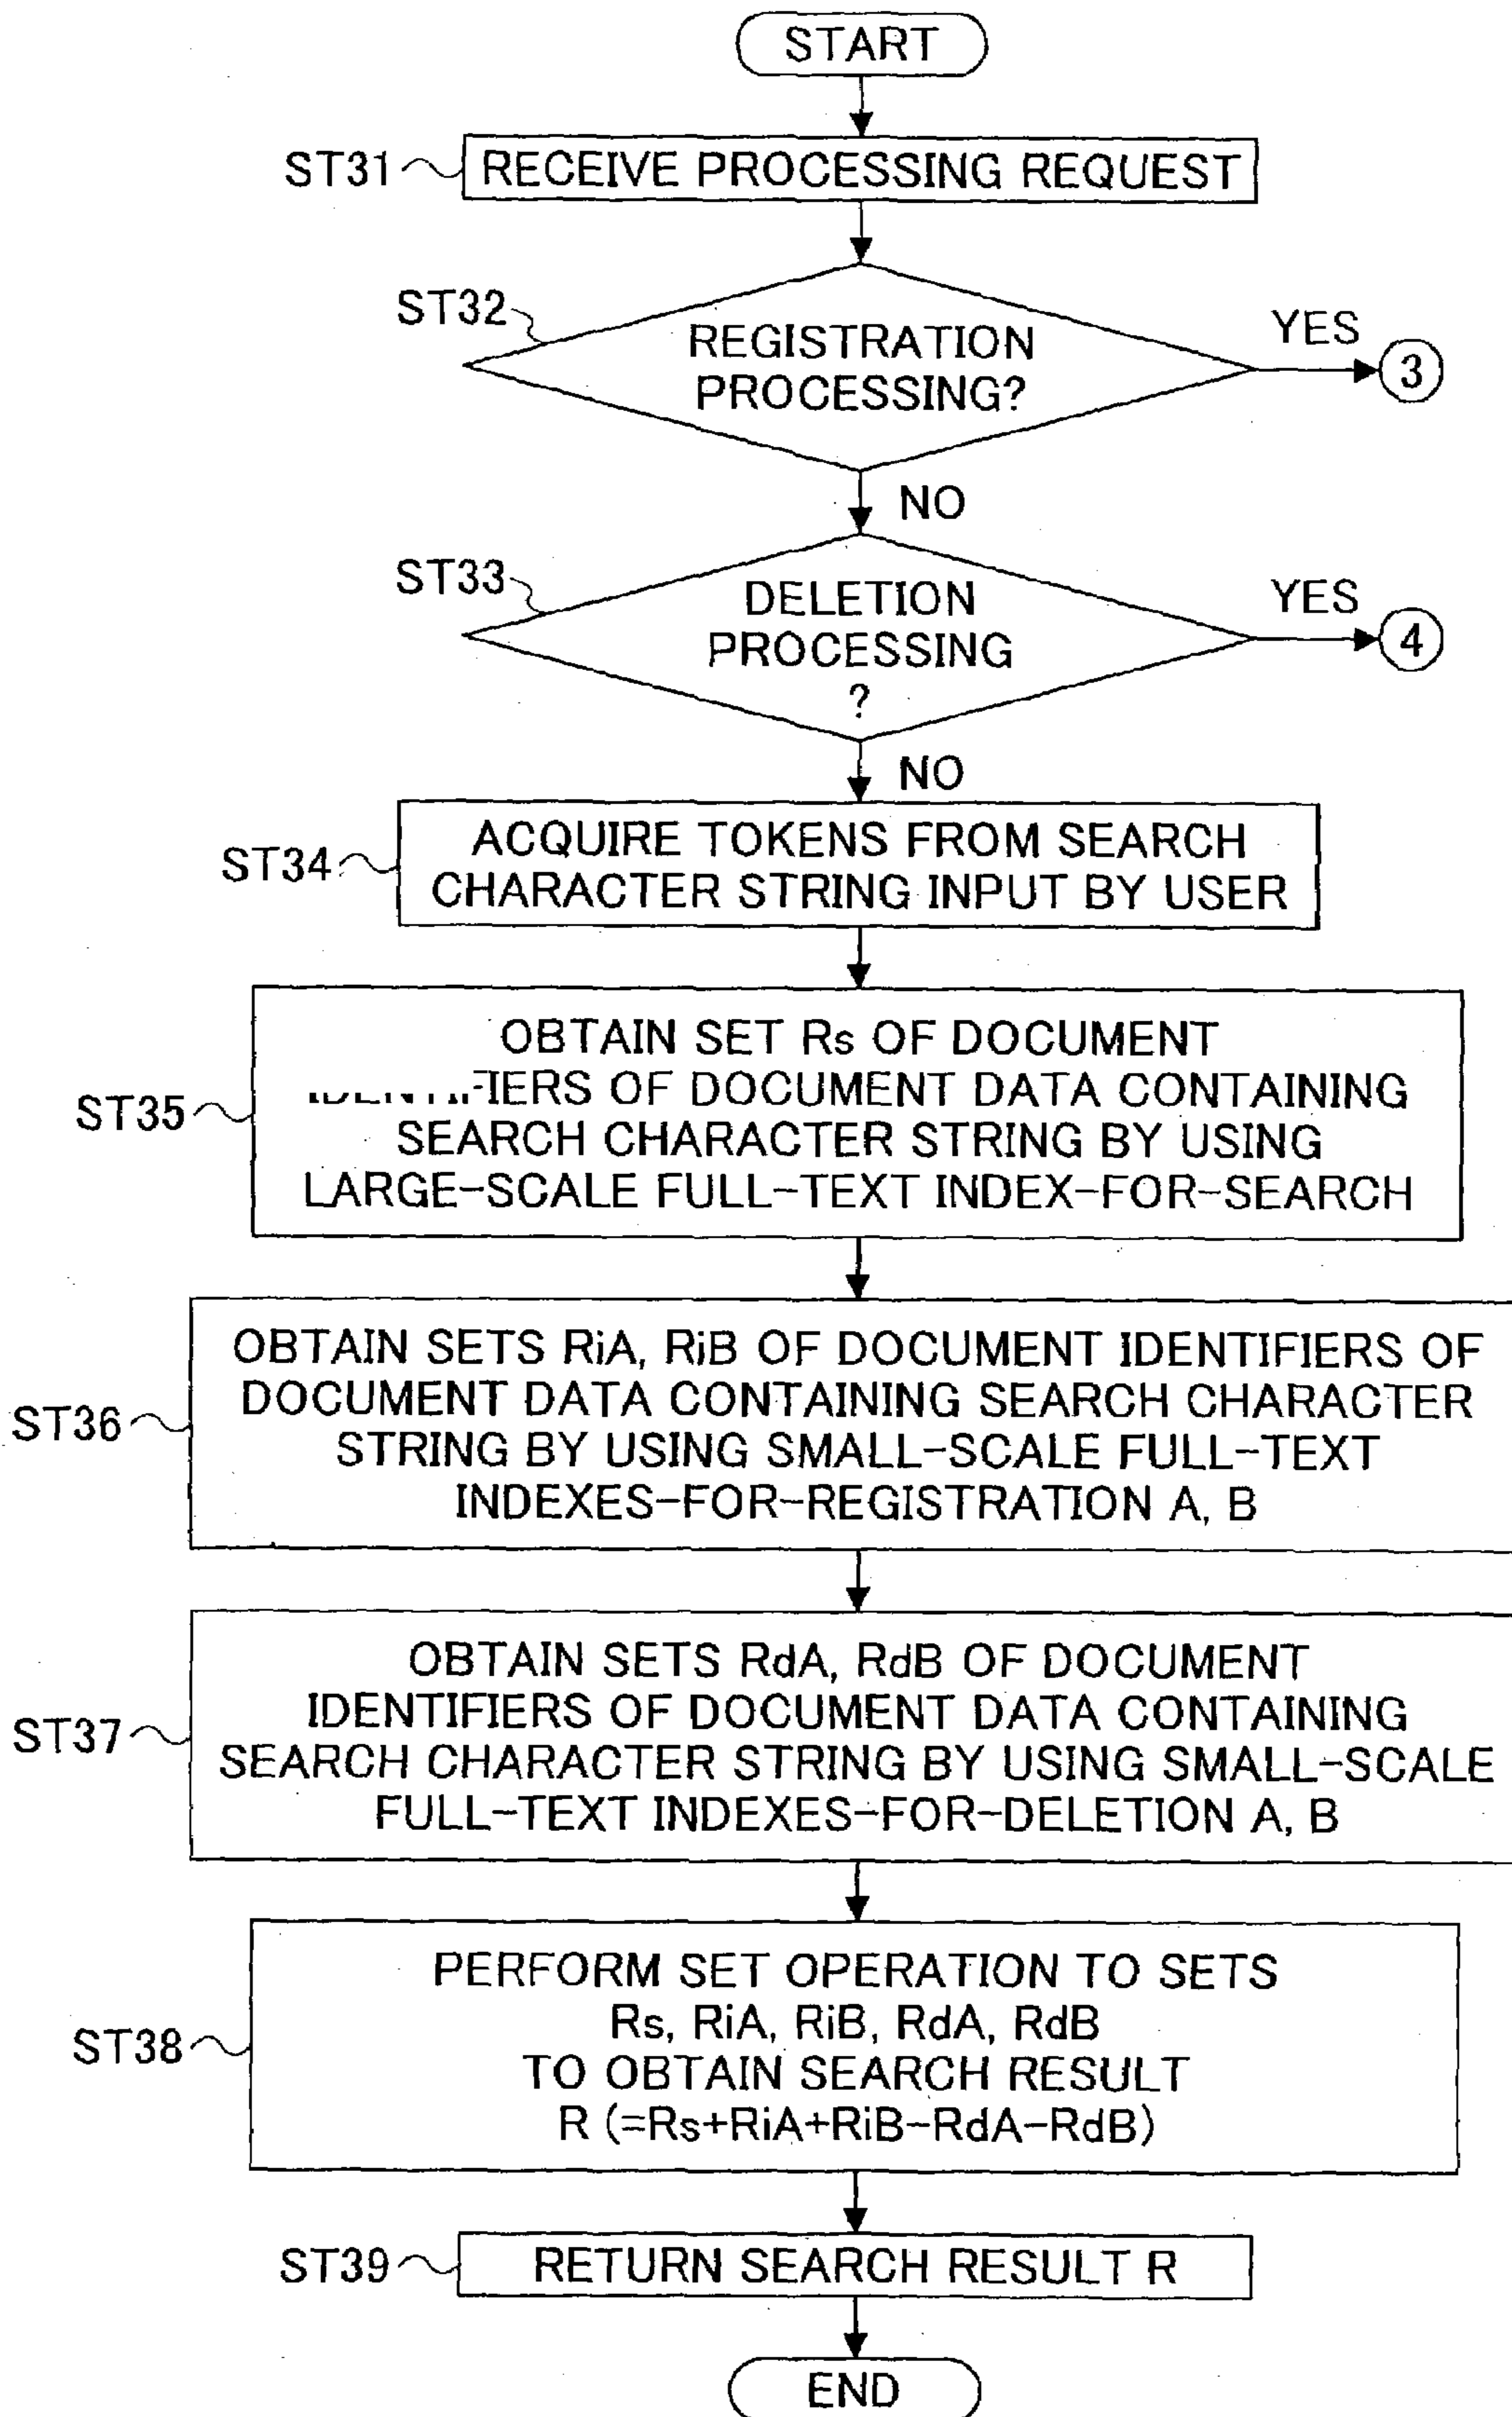 START
ST31
RECEIVE PROCESSING REQUEST
ST32
REGISTRATION
PROCESSING?
YES
3
NO
ST33
DELETION
PROCESSING
?
YES
4
NO
ST34
ACQUIRE TOKENS FROM SEARCH
CHARACTER STRING INPUT BY USER
ST35
OBTAIN SET Rs OF DOCUMENT
OF DOCUMENT DATA CONTAINING
SEARCH CHARACTER STRING BY USING
LARGE-SCALE FULL-TEXT INDEX-FOR-SEARCH
ST36
OBTAIN SETS RiA, RiB OF DOCUMENT IDENTIFIERS OF
DOCUMENT DATA CONTAINING SEARCH CHARACTER
STRING BY USING SMALL-SCALE FULL-TEXT
INDEXES-FOR-REGISTRATION A, B
ST37
OBTAIN SETS RdA, RdB OF DOCUMENT
IDENTIFIERS OF DOCUMENT DATA CONTAINING
SEARCH CHARACTER STRING BY USING SMALL-SCALE
FULL-TEXT INDEXES-FOR-DELETION A, B
ST38
PERFORM SET OPERATION TO SETS
Rs, RiA, RiB, RdA, RdB
TO OBTAIN SEARCH RESULT
R (=Rs+RiA+RiB-RdA-RdB)
ST39
RETURN SEARCH RESULT R
END